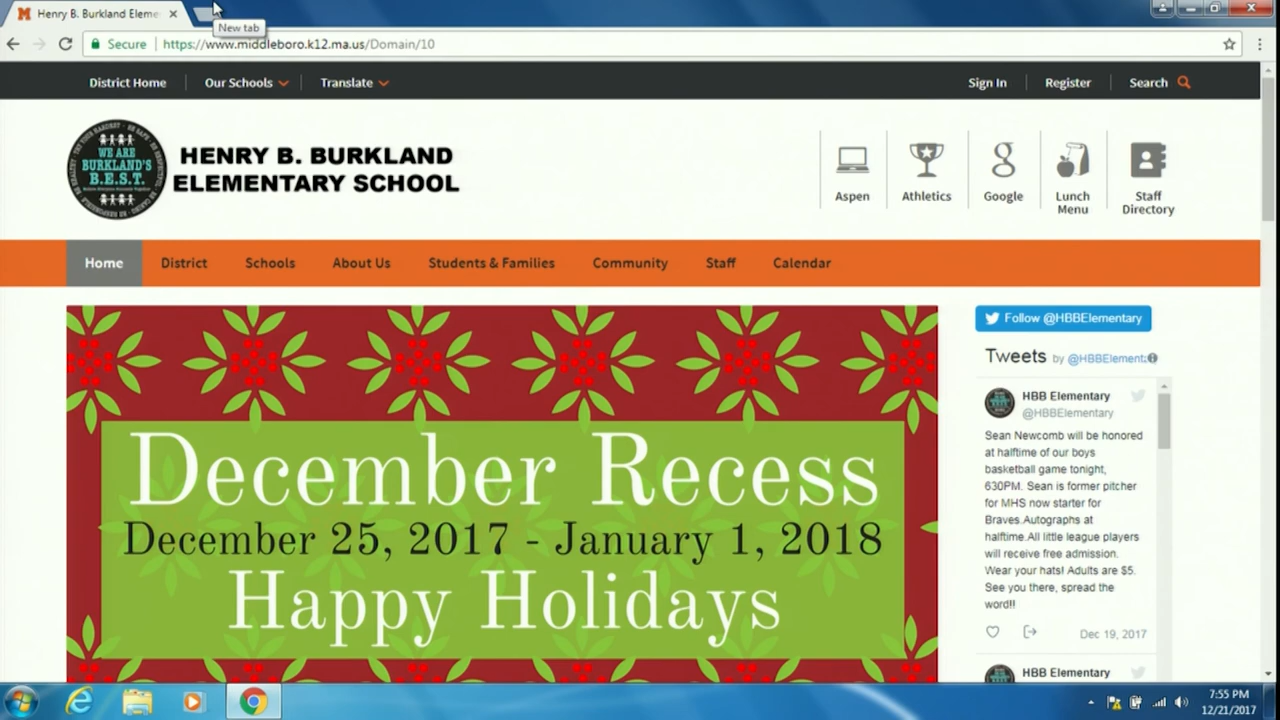 Henry B. Burkland Eleme
New tab
Secure
https://www.middleboro.k12.ma.us/Domain/10
District Home
Our Schools
Translate
Sign In
Register
Search
WE ARE
BURKLAND'S
B.E.S.T.
HENRY B. BURKLAND
ELEMENTARY SCHOOL
Aspen
Athletics
Google
Lunch
Menu
Staff
Directory
Home
District
Schools
About Us
Students & Families
Community
Staff
Calendar
December Recess
December 25, 2017 - January 1, 2018
Happy Holidays
Follow @HBBElementary
Tweets by @HBBElement
HBB Elementary
@HBBElementary
Sean Newcomb will be honored
at halftime of our boys
basketball game tonight,
630PM. Sean is former pitcher
for MHS now starter for
Braves.Autographs at
halftime.All little league players
will receive free admission.
Wear your hats! Adults are $5.
See you there, spread the
word!!
Dec 19, 2017
HBB Elementary
7:55 PM
12/21/2017